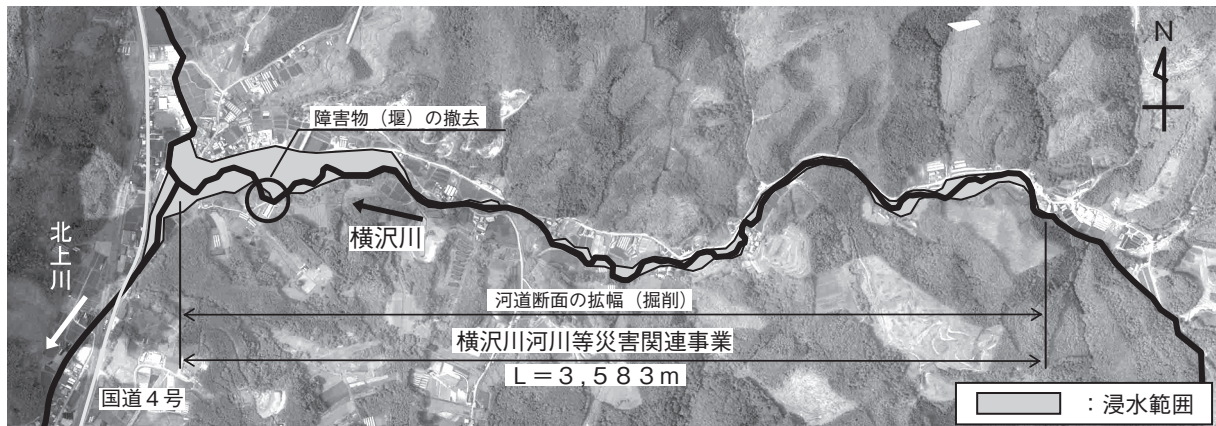 N
障害物（堰）の撤去
横沢川
北上川
河道断面の拡幅（掘削）
横沢川河川等災害関連事業
L＝3,583m
国道4号
：浸水範囲